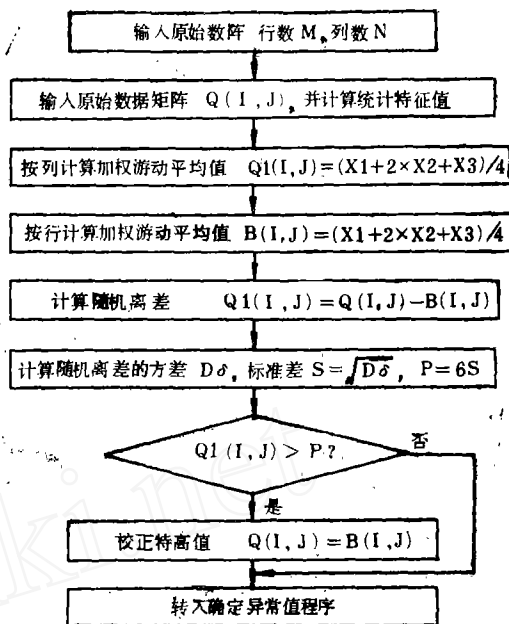 输入原始数阵 行数 M、列数 N
输入原始数据矩阵 Q(I,J)、并计算统计特征值
按列计算加权游动平均值 Q1(I,J)=(X1+2×X2+X3)/4
按行计算加权游动平均值 B(I,J)=(X1+2×X2+X3)/4
计算随机离差 Q1(I,J)=Q(I,J)−B(I,J)
计算随机离差的方差 Dδ, 标准差 S=√Dδ, P=6S
Q1(I,J)>P?
否
是
校正特高值 Q(I,J)=B(I,J)
转入确定异常值程序